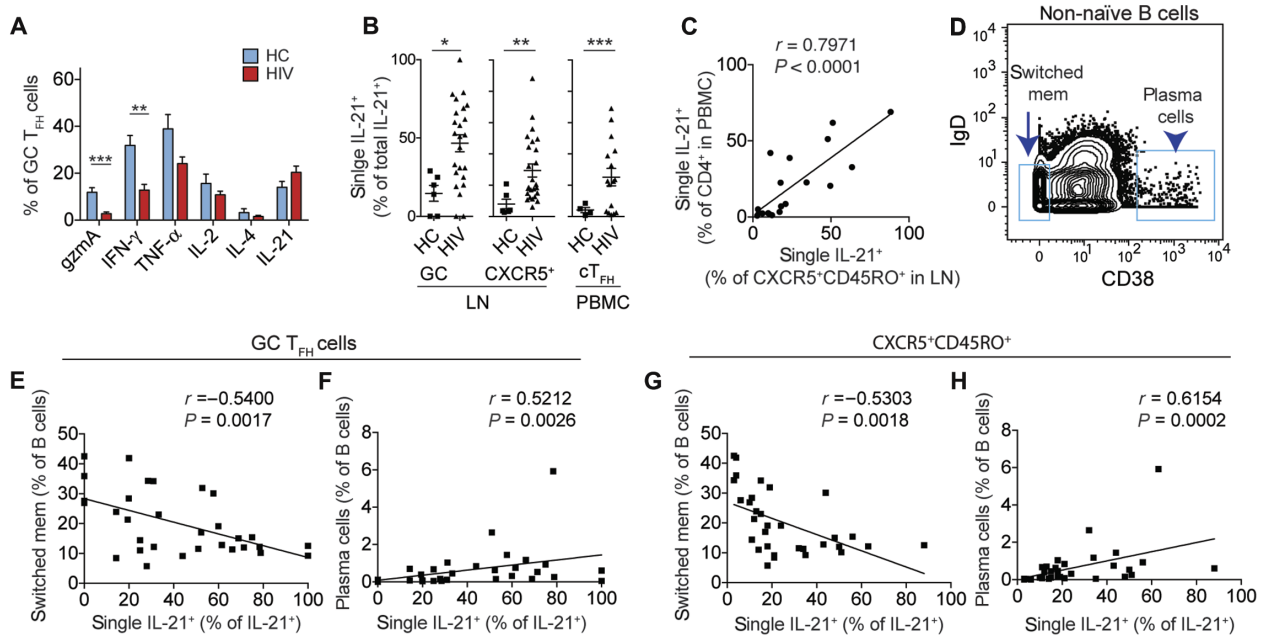 A
HC
HIV
% of GC TFH cells
60
40
20
0
***
**
gzmA
IFN-γ
TNF-α
IL-2
IL-4
IL-21
B
Sinlge IL-21+
(% of total IL-21+)
100
50
0
*
**
***
HC
HIV
HC
HIV
HC
HIV
GC
CXCR5+
cTFH
LN
PBMC
C
r = 0.7971
P < 0.0001
Single IL-21+
(% of CD4+ in PBMC)
100
50
0
0
50
100
Single IL-21+
(% of CXCR5+CD45RO+ in LN)
D
Non-naïve B cells
Switched
mem
Plasma
cells
IgD
10⁴
10³
10²
10¹
0
0
10¹
10²
10³
10⁴
CD38
GC TFH cells
E
r =–0.5400
P = 0.0017
Switched mem (% of B cells)
50
40
30
20
10
0
0
20
40
60
80
100
Single IL-21+ (% of IL-21+)
F
r = 0.5212
P = 0.0026
Plasma cells (% of B cells)
8
6
4
2
0
0
20
40
60
80
100
Single IL-21+ (% of IL-21+)
CXCR5+CD45RO+
G
r =–0.5303
P = 0.0018
Switched mem (% of B cells)
50
40
30
20
10
0
0
20
40
60
80
100
Single IL-21+ (% of IL-21+)
H
r = 0.6154
P = 0.0002
Plasma cells (% of B cells)
8
6
4
2
0
0
20
40
60
80
100
Single IL-21+ (% of IL-21+)